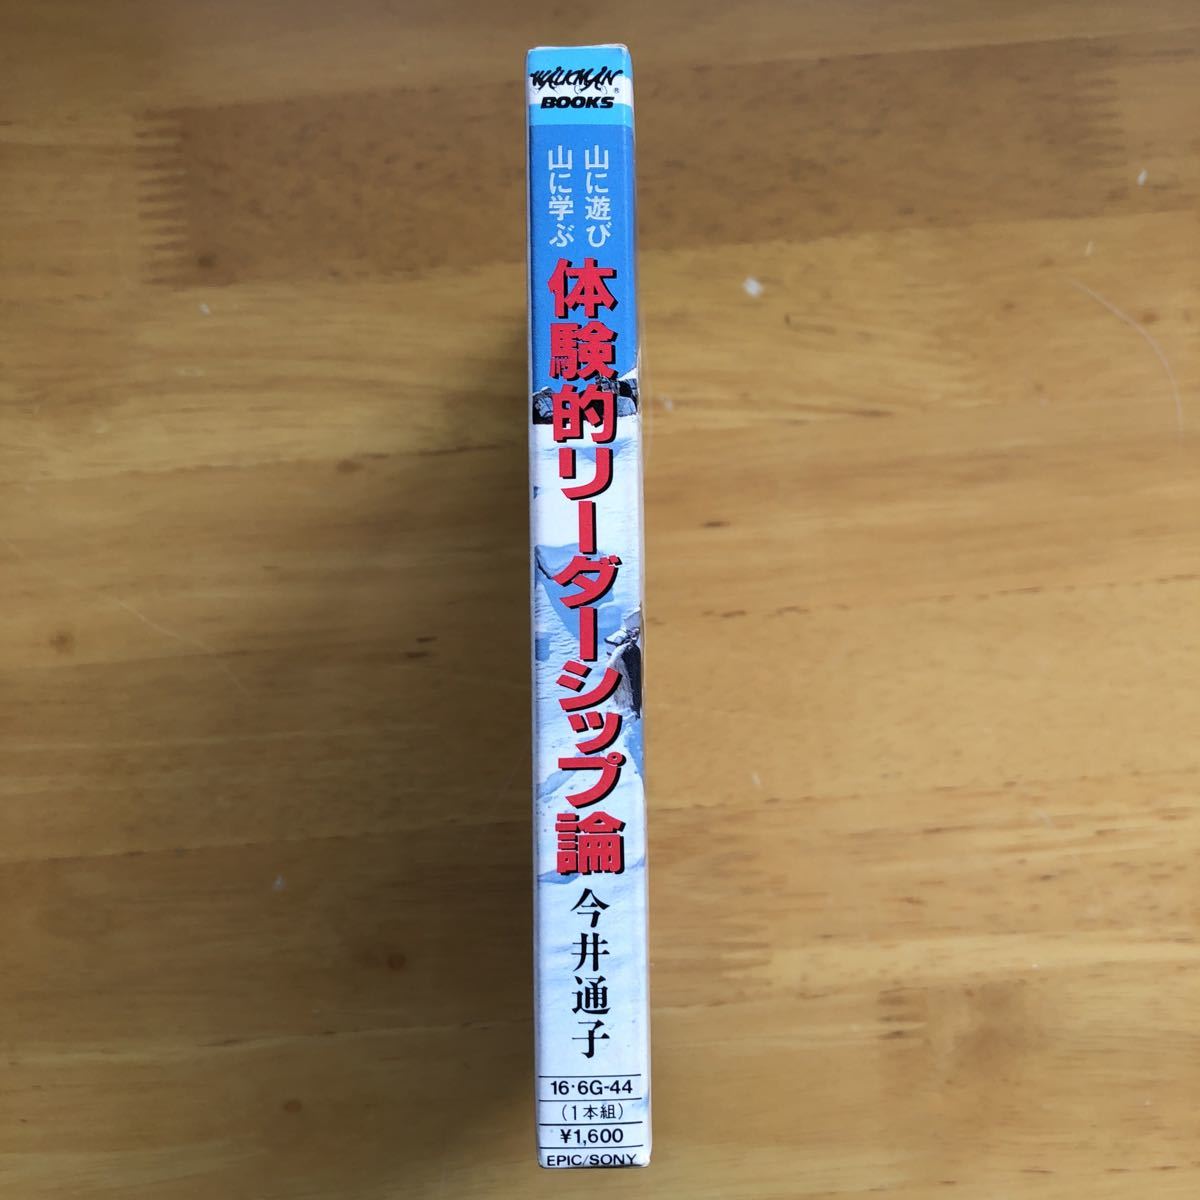 WALKMAN®
BOOKS
山に遊び
山に学ぶ
体験的リーダーシップ論
今井通子
16・6G-44
(1本組)
¥1,600
EPIC/SONY